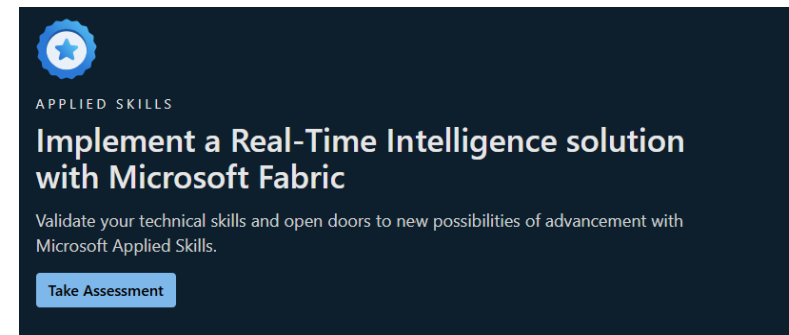 APPLIED SKILLS
Implement a Real-Time Intelligence solution
with Microsoft Fabric
Validate your technical skills and open doors to new possibilities of advancement with
Microsoft Applied Skills.
Take Assessment